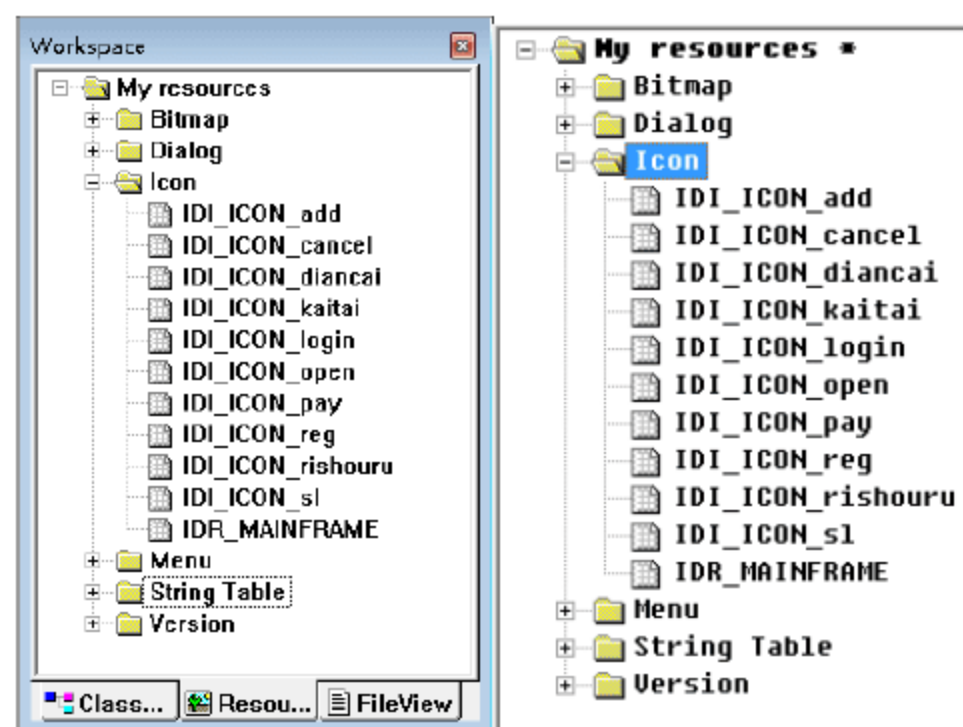 Workspace
My resources
Bitmap
Dialog
Icon
IDI_ICON_add
IDI_ICON_cancel
IDI_ICON_diancai
IDI_ICON_kaitai
IDI_ICON_login
IDI_ICON_open
IDI_ICON_pay
IDI_ICON_reg
IDI_ICON_rishouru
IDI_ICON_sl
IDR_MAINFRAME
Menu
String Table
Version
Class... Resou... FileView
My resources *
Bitmap
Dialog
Icon
IDI_ICON_add
IDI_ICON_cancel
IDI_ICON_diancai
IDI_ICON_kaitai
IDI_ICON_login
IDI_ICON_open
IDI_ICON_pay
IDI_ICON_reg
IDI_ICON_rishouru
IDI_ICON_sl
IDR_MAINFRAME
Menu
String Table
Version